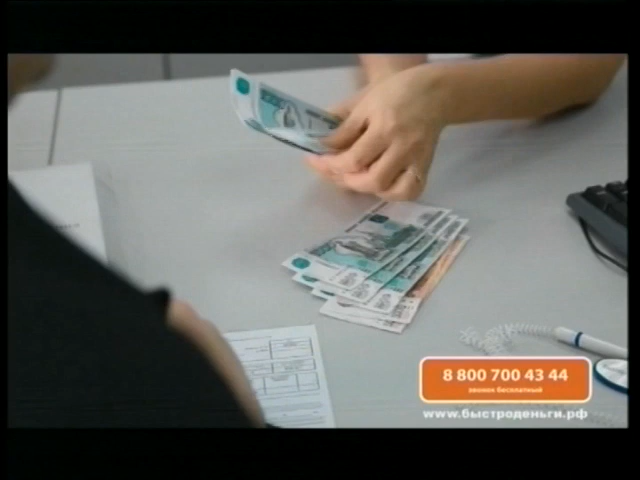 8 800 700 43 44
звонок бесплатный
www.быстроденьги.рф